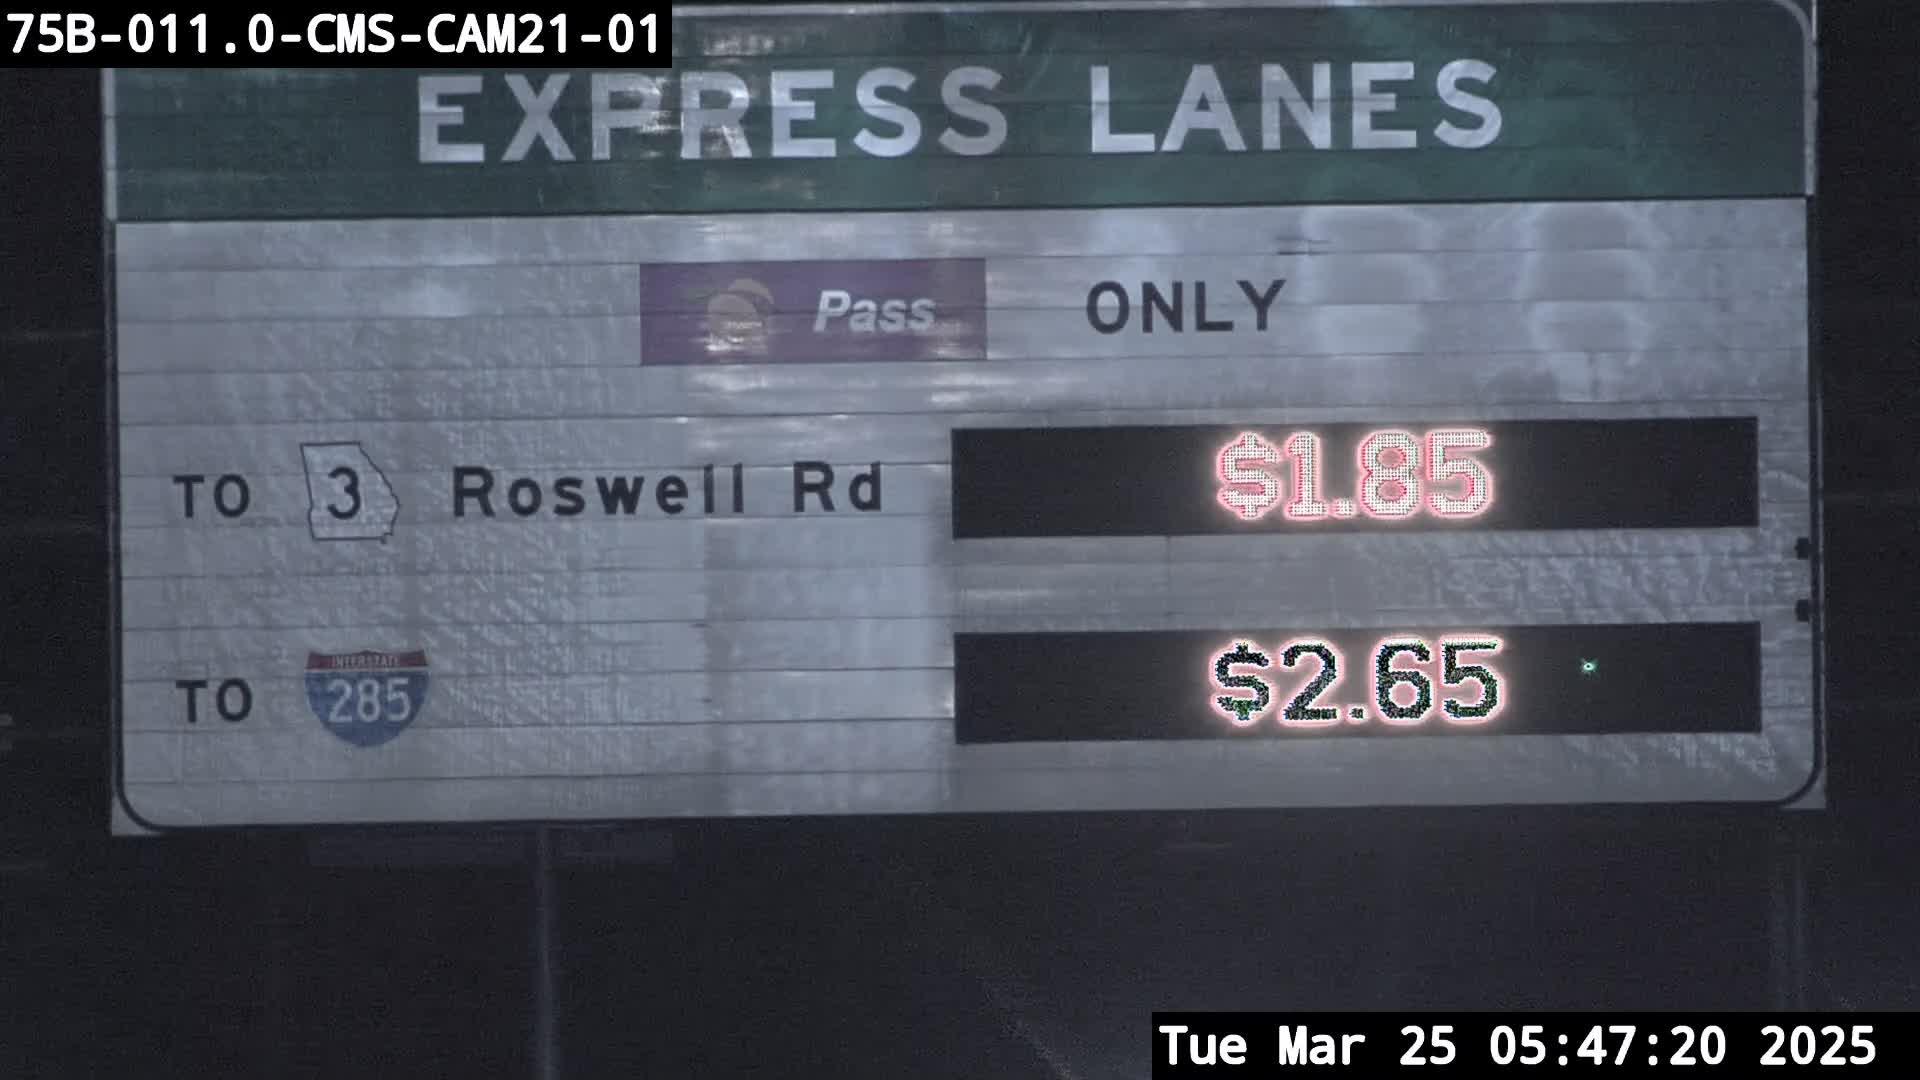 75B-011.0-CMS-CAM21-01
EXPRESS LANES
Pass ONLY
TO 3 Roswell Rd $1.85
INTERSTATE
TO 285 $2.65
Tue Mar 25 05:47:20 2025